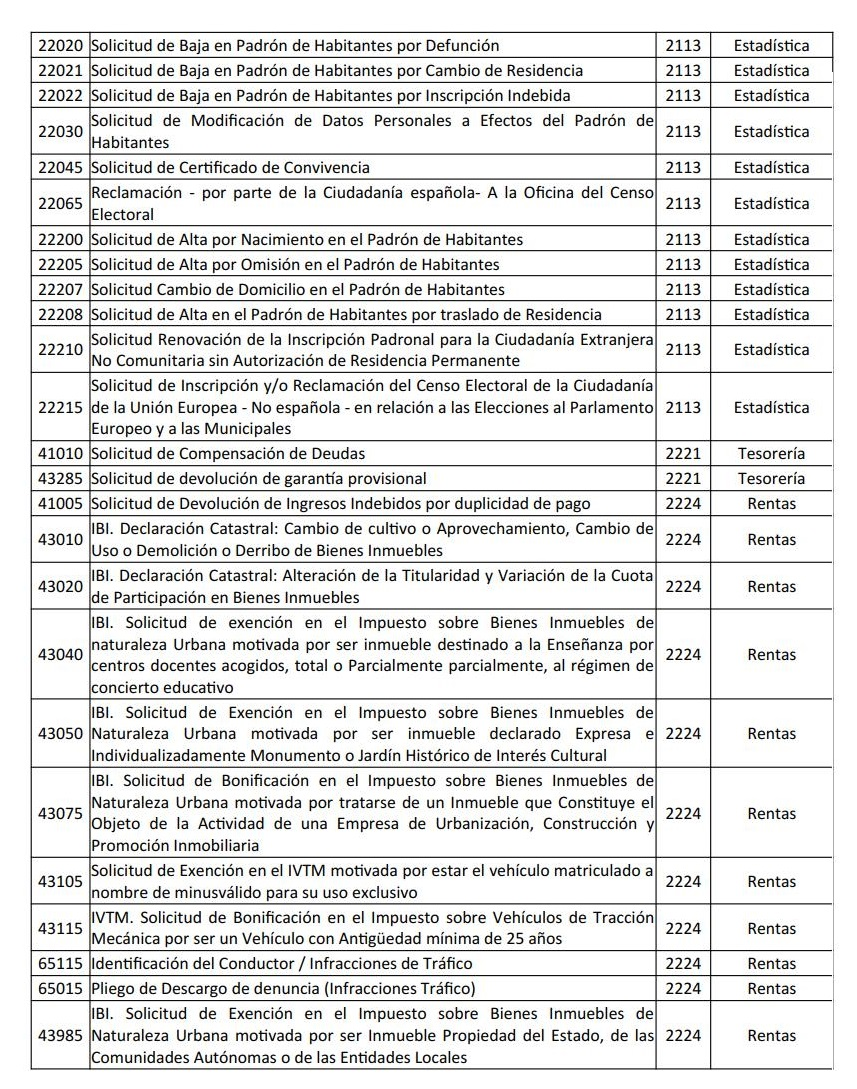 22020 Solicitud de Baja en Padrón de Habitantes por Defunción 2113 Estadística
22021 Solicitud de Baja en Padrón de Habitantes por Cambio de Residencia 2113 Estadística
22022 Solicitud de Baja en Padrón de Habitantes por Inscripción Indebida 2113 Estadística
22030 Solicitud de Modificación de Datos Personales a Efectos del Padrón de
Habitantes 2113 Estadística
22045 Solicitud de Certificado de Convivencia 2113 Estadística
22065 Reclamación - por parte de la Ciudadanía española- A la Oficina del Censo
Electoral 2113 Estadística
22200 Solicitud de Alta por Nacimiento en el Padrón de Habitantes 2113 Estadística
22205 Solicitud de Alta por Omisión en el Padrón de Habitantes 2113 Estadística
22207 Solicitud Cambio de Domicilio en el Padrón de Habitantes 2113 Estadística
22208 Solicitud de Alta en el Padrón de Habitantes por traslado de Residencia 2113 Estadística
22210 Solicitud Renovación de la Inscripción Padronal para la Ciudadanía Extranjera
No Comunitaria sin Autorización de Residencia Permanente 2113 Estadística
Solicitud de Inscripción y/o Reclamación del Censo Electoral de la Ciudadanía
22215 de la Unión Europea - No española - en relación a las Elecciones al Parlamento 2113 Estadística
Europeo y a las Municipales
41010 Solicitud de Compensación de Deudas 2221 Tesorería
43285 Solicitud de devolución de garantía provisional 2221 Tesorería
41005 Solicitud de Devolución de Ingresos Indebidos por duplicidad de pago 2224 Rentas
43010 IBI. Declaración Catastral: Cambio de cultivo o Aprovechamiento, Cambio de
Uso o Demolición o Derribo de Bienes Inmuebles 2224 Rentas
43020 IBI. Declaración Catastral: Alteración de la Titularidad y Variación de la Cuota
de Participación en Bienes Inmuebles 2224 Rentas
IBI. Solicitud de exención en el Impuesto sobre Bienes Inmuebles de
43040 naturaleza Urbana motivada por ser inmueble destinado a la Enseñanza por 2224 Rentas
centros docentes acogidos, total o Parcialmente parcialmente, al régimen de
concierto educativo
IBI. Solicitud de Exención en el Impuesto sobre Bienes Inmuebles de
43050 Naturaleza Urbana motivada por ser inmueble declarado Expresa e 2224 Rentas
Individualizadamente Monumento o Jardín Histórico de Interés Cultural
IBI. Solicitud de Bonificación en el Impuesto sobre Bienes Inmuebles de
43075 Naturaleza Urbana motivada por tratarse de un Inmueble que Constituye el 2224 Rentas
Objeto de la Actividad de una Empresa de Urbanización, Construcción y
Promoción Inmobiliaria
43105 Solicitud de Exención en el IVTM motivada por estar el vehículo matriculado a
nombre de minusválido para su uso exclusivo 2224 Rentas
43115 IVTM. Solicitud de Bonificación en el Impuesto sobre Vehículos de Tracción
Mecánica por ser un Vehículo con Antigüedad mínima de 25 años 2224 Rentas
65115 Identificación del Conductor / Infracciones de Tráfico 2224 Rentas
65015 Pliego de Descargo de denuncia (Infracciones Tráfico) 2224 Rentas
IBI. Solicitud de Exención en el Impuesto sobre Bienes Inmuebles de
43985 Naturaleza Urbana motivada por ser Inmueble Propiedad del Estado, de las 2224 Rentas
Comunidades Autónomas o de las Entidades Locales